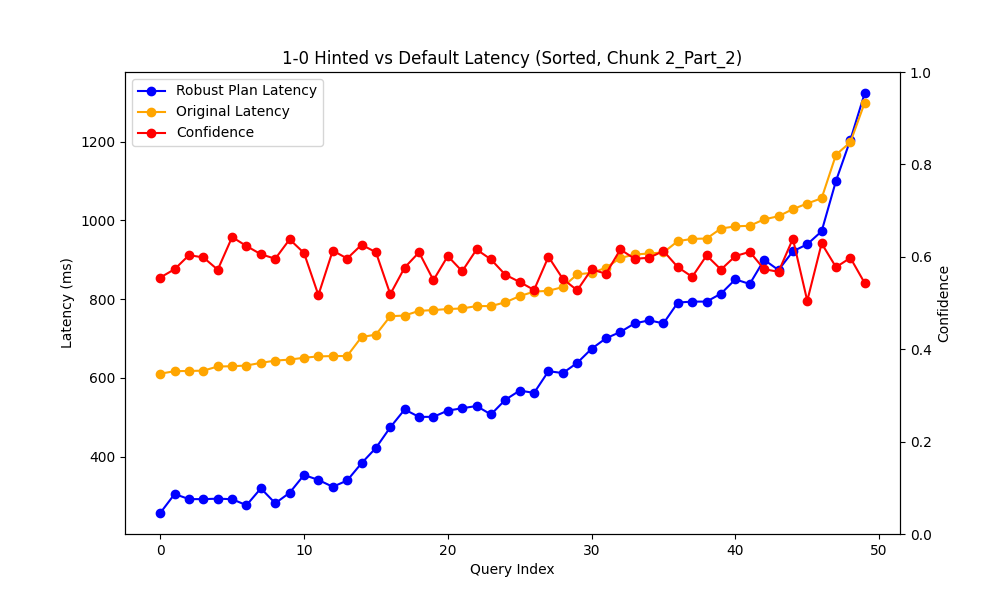 1-0 Hinted vs Default Latency (Sorted, Chunk 2_Part_2)
Robust Plan Latency
Original Latency
Confidence
Latency (ms)
1200
1000
800
600
400
1.0
0.8
0.6
0.4
0.2
0.0
Confidence
0
10
20
30
40
50
Query Index